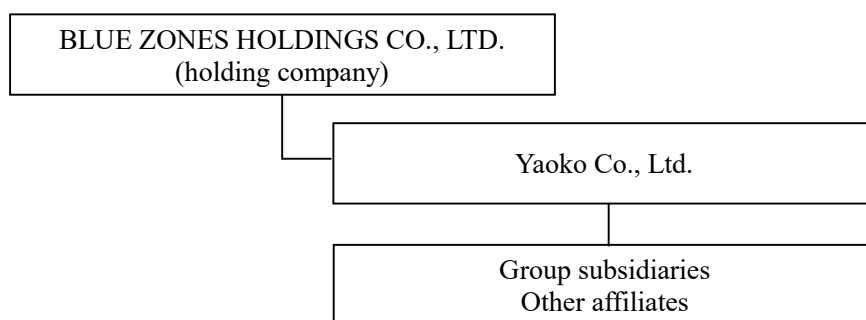 BLUE ZONES HOLDINGS CO., LTD.
(holding company)
Yaoko Co., Ltd.
Group subsidiaries
Other affiliates